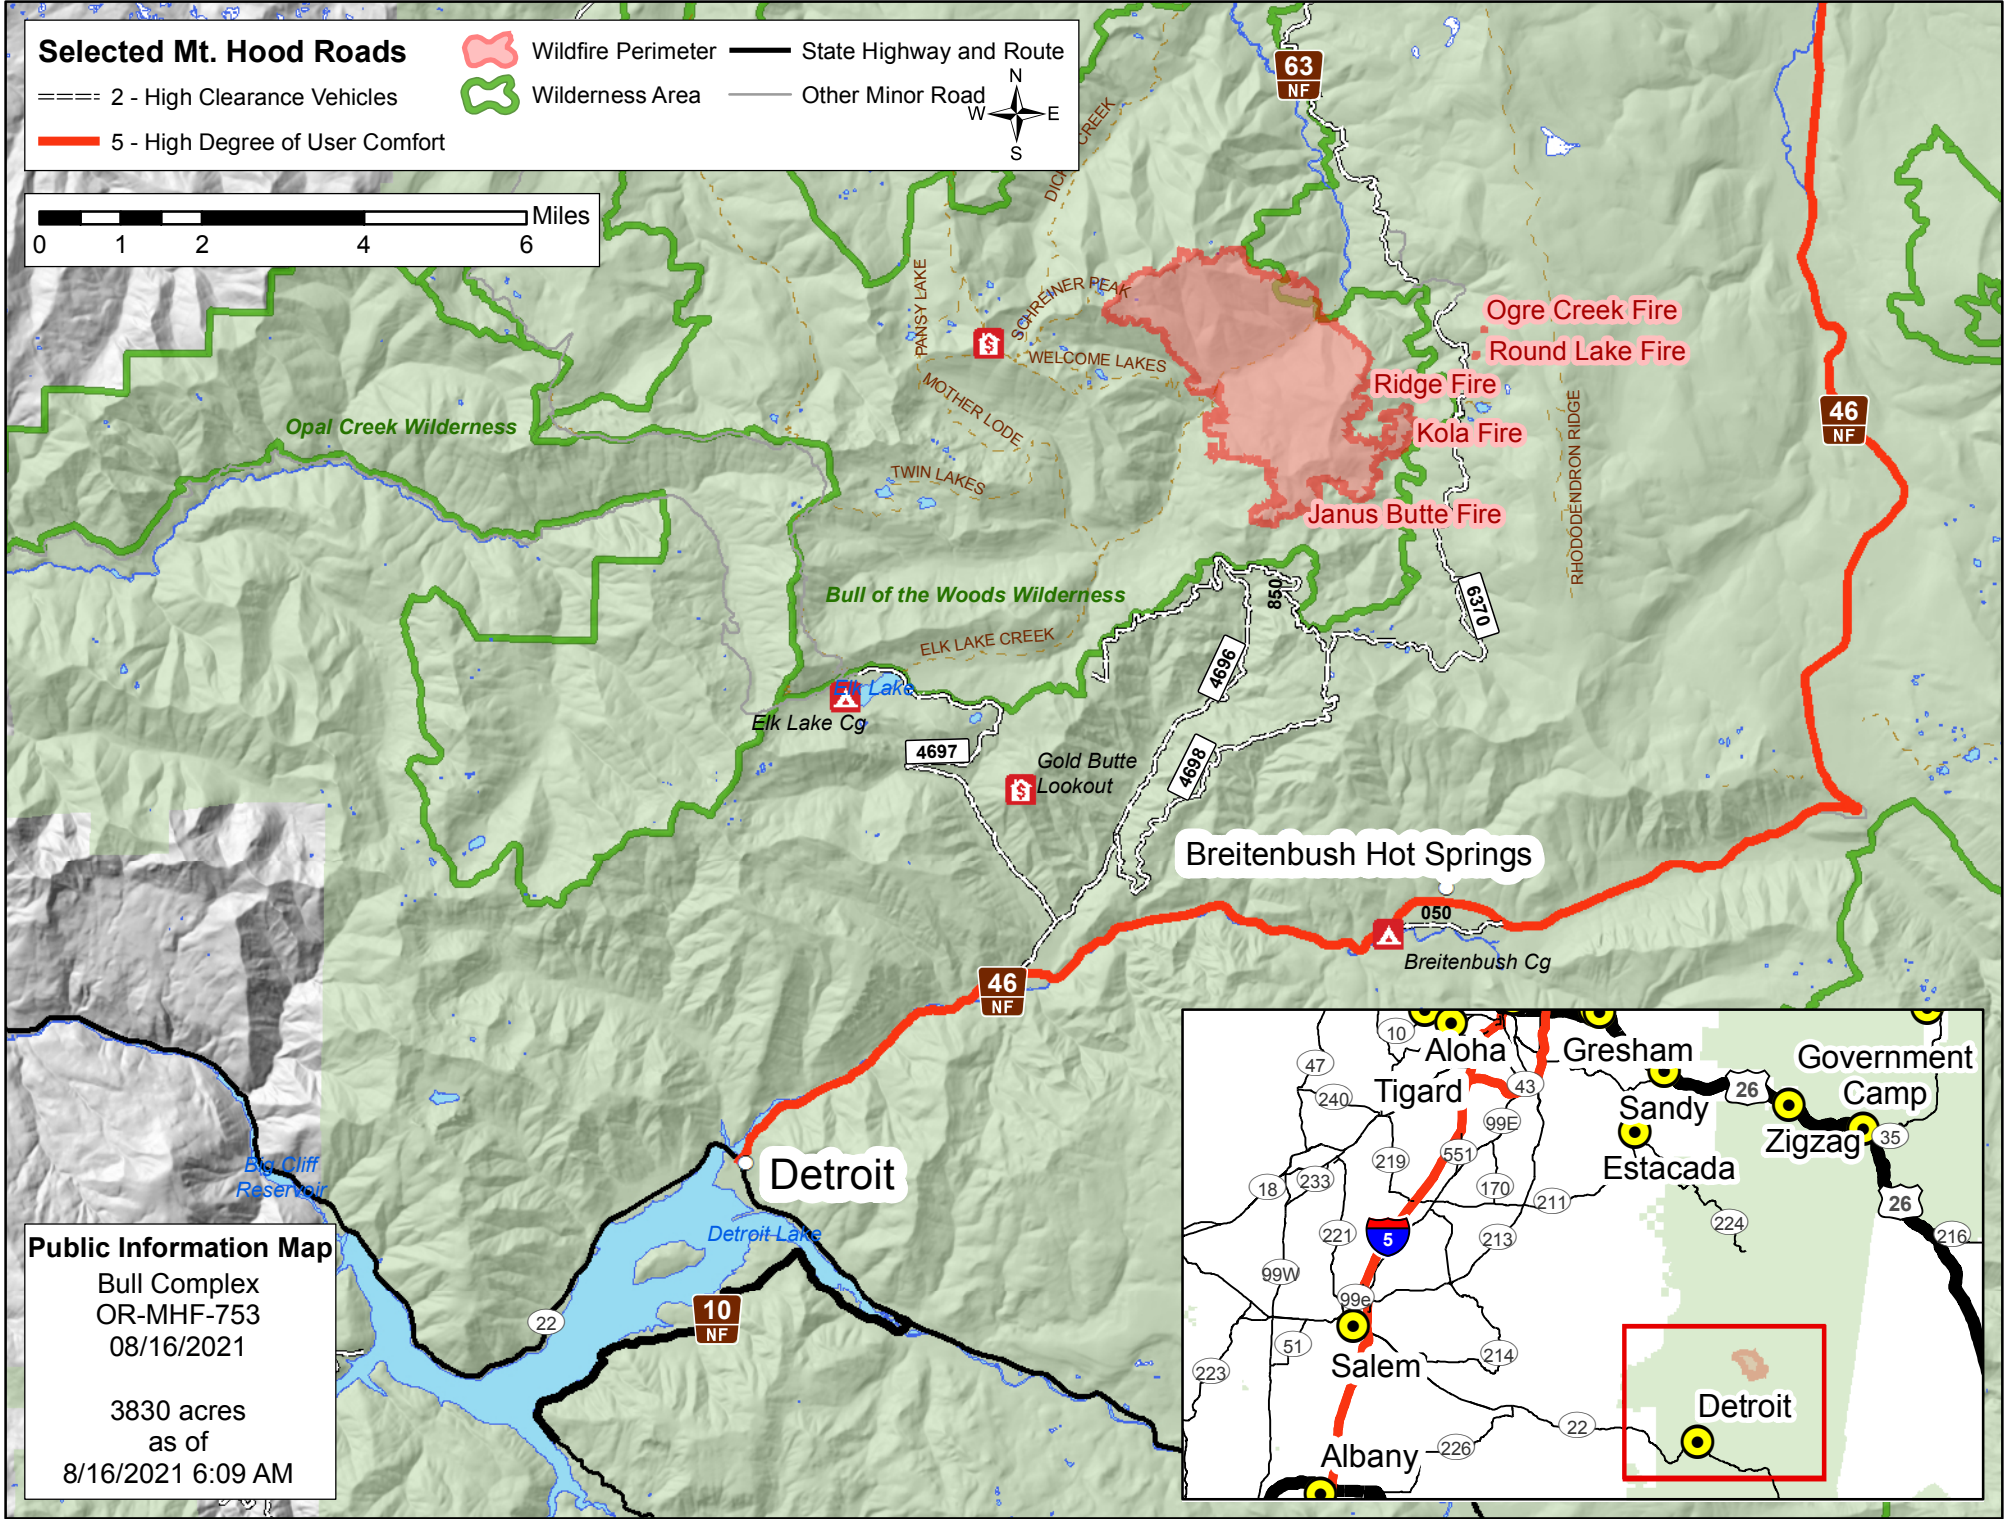 Selected Mt. Hood Roads
2 - High Clearance Vehicles
5 - High Degree of User Comfort
Wildfire Perimeter
Wilderness Area
State Highway and Route
Other Minor Road
N
W
E
S
Miles
0 1 2 4 6
63
NF
CREEK
PANSY LAKE
SCHREINER PEAK
WELCOME LAKES
MOTHER LODE
TWIN LAKES
Ogre Creek Fire
Round Lake Fire
Ridge Fire
Kola Fire
Janus Butte Fire
RHODODENDRON RIDGE
46
NF
Opal Creek Wilderness
Bull of the Woods Wilderness
ELK LAKE CREEK
850
6370
4696
4698
Elk Lake
Elk Lake Cg
4697
Gold Butte
Lookout
Breitenbush Hot Springs
050
Breitenbush Cg
46
NF
Detroit
Big Cliff
Reservoir
Detroit Lake
22
10
NF
Public Information Map
Bull Complex
OR-MHF-753
08/16/2021
3830 acres
as of
8/16/2021 6:09 AM
10
Aloha
Gresham
Government
Camp
47
Tigard
43
26
240
Sandy
99E
Zigzag
35
219
551
Estacada
18
233
170
211
26
224
216
221
5
213
99W
99e
51
Salem
214
223
Detroit
22
Albany
226